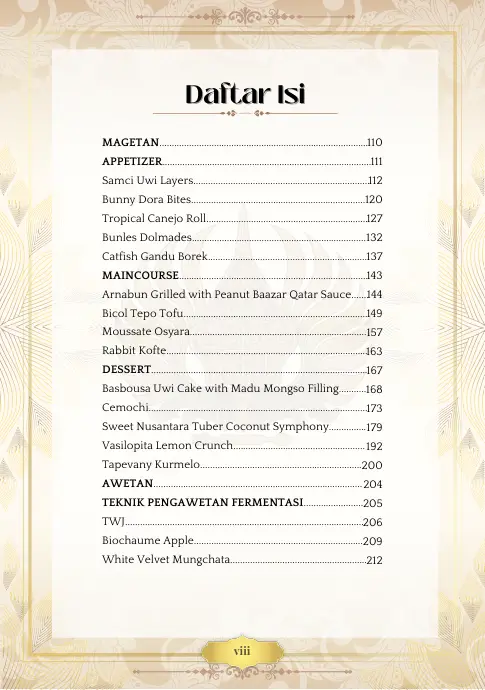 Daftar Isi
MAGETAN...................................................................................110
APPETIZER...................................................................................111
Samci Uwi Layers......................................................................112
Bunny Dora Bites......................................................................120
Tropical Canejo Roll................................................................127
Bunles Dolmades......................................................................132
Catfish Gandu Borek................................................................137
MAINCOURSE...........................................................................143
Arnabun Grilled with Peanut Baazar Qatar Sauce......144
Bicol Tepo Tofu.........................................................................149
Moussate Osyara.......................................................................157
Rabbit Kofte................................................................................163
DESSERT......................................................................................167
Basbousa Uwi Cake with Madu Mongso Filling...........168
Cemochi.......................................................................................173
Sweet Nusantara Tuber Coconut Symphony...............179
Vasilopita Lemon Crunch......................................................192
Tapevany Kurmelo..................................................................200
AWETAN.....................................................................................204
TEKNIK PENGAWETAN FERMENTASI........................205
TWJ................................................................................................206
Biochaume Apple.....................................................................209
White Velvet Mungchata.......................................................212
viii